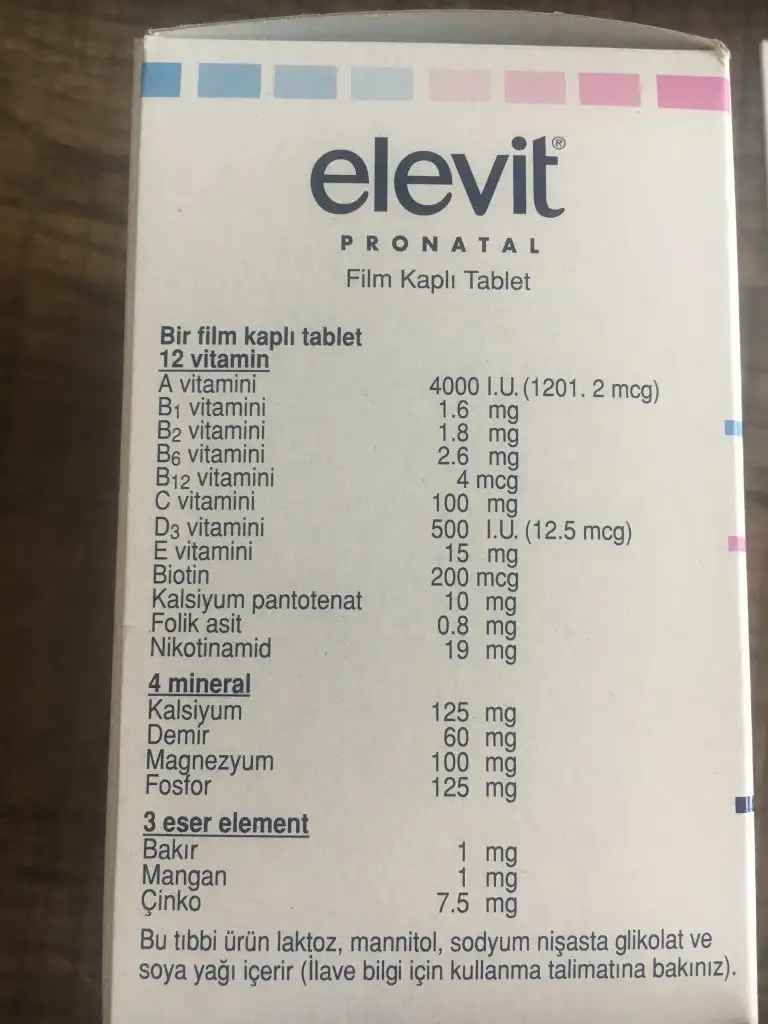 elevit®
PRONATAL
Film Kaplı Tablet
Bir film kaplı tablet
12 vitamin
A vitamini 4000 I.U. (1201. 2 mcg)
B1 vitamini 1.6 mg
B2 vitamini 1.8 mg
B6 vitamini 2.6 mg
B12 vitamini 4 mcg
C vitamini 100 mg
D3 vitamini 500 I.U. (12.5 mcg)
E vitamini 15 mg
Biotin 200 mcg
Kalsiyum pantotenat 10 mg
Folik asit 0.8 mg
Nikotinamid 19 mg
4 mineral
Kalsiyum 125 mg
Demir 60 mg
Magnezyum 100 mg
Fosfor 125 mg
3 eser element
Bakır 1 mg
Mangan 1 mg
Çinko 7.5 mg
Bu tıbbi ürün laktoz, mannitol, sodyum nişasta glikolat ve
soya yağı içerir (İlave bilgi için kullanma talimatına bakınız).